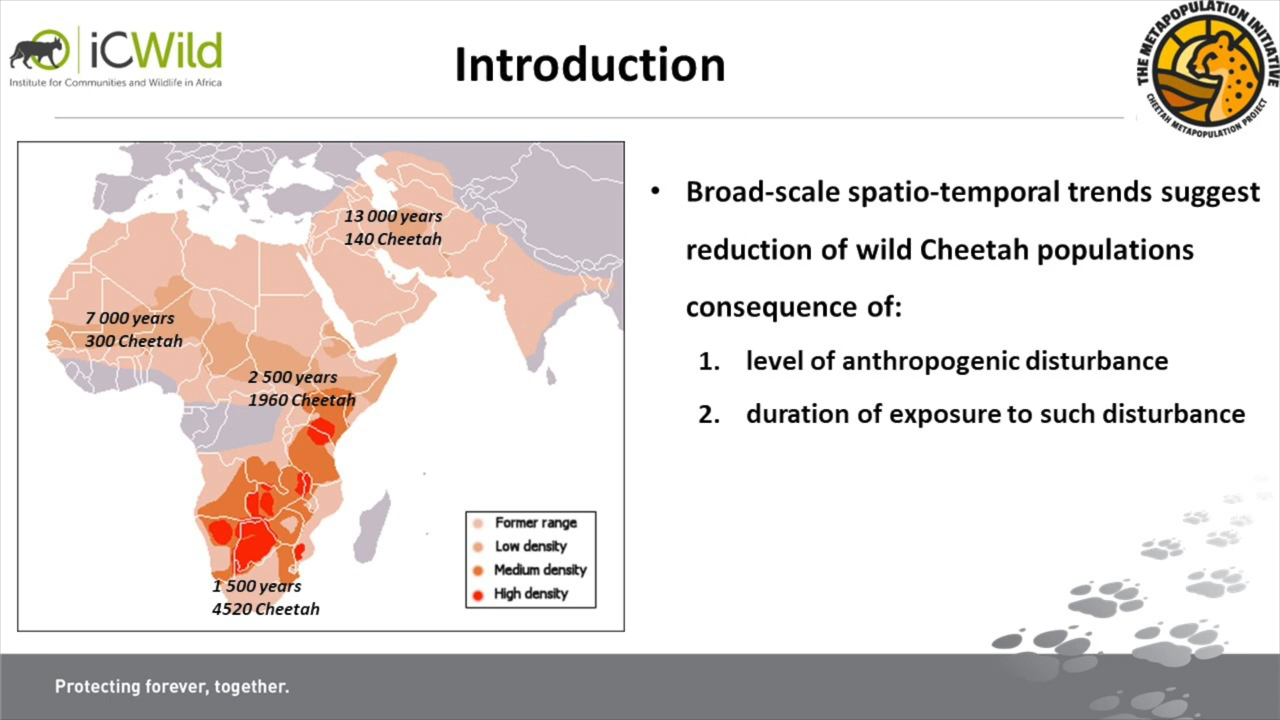 iCWild
Institute for Communities and Wildlife in Africa
Introduction
THE METAPOPULATION INITIATIVE
CHEETAH METAPOPULATION PROJECT
13 000 years
140 Cheetah
7 000 years
300 Cheetah
2 500 years
1960 Cheetah
1 500 years
4520 Cheetah
Former range
Low density
Medium density
High density
• Broad-scale spatio-temporal trends suggest
reduction of wild Cheetah populations
consequence of:
1. level of anthropogenic disturbance
2. duration of exposure to such disturbance
Protecting forever, together.